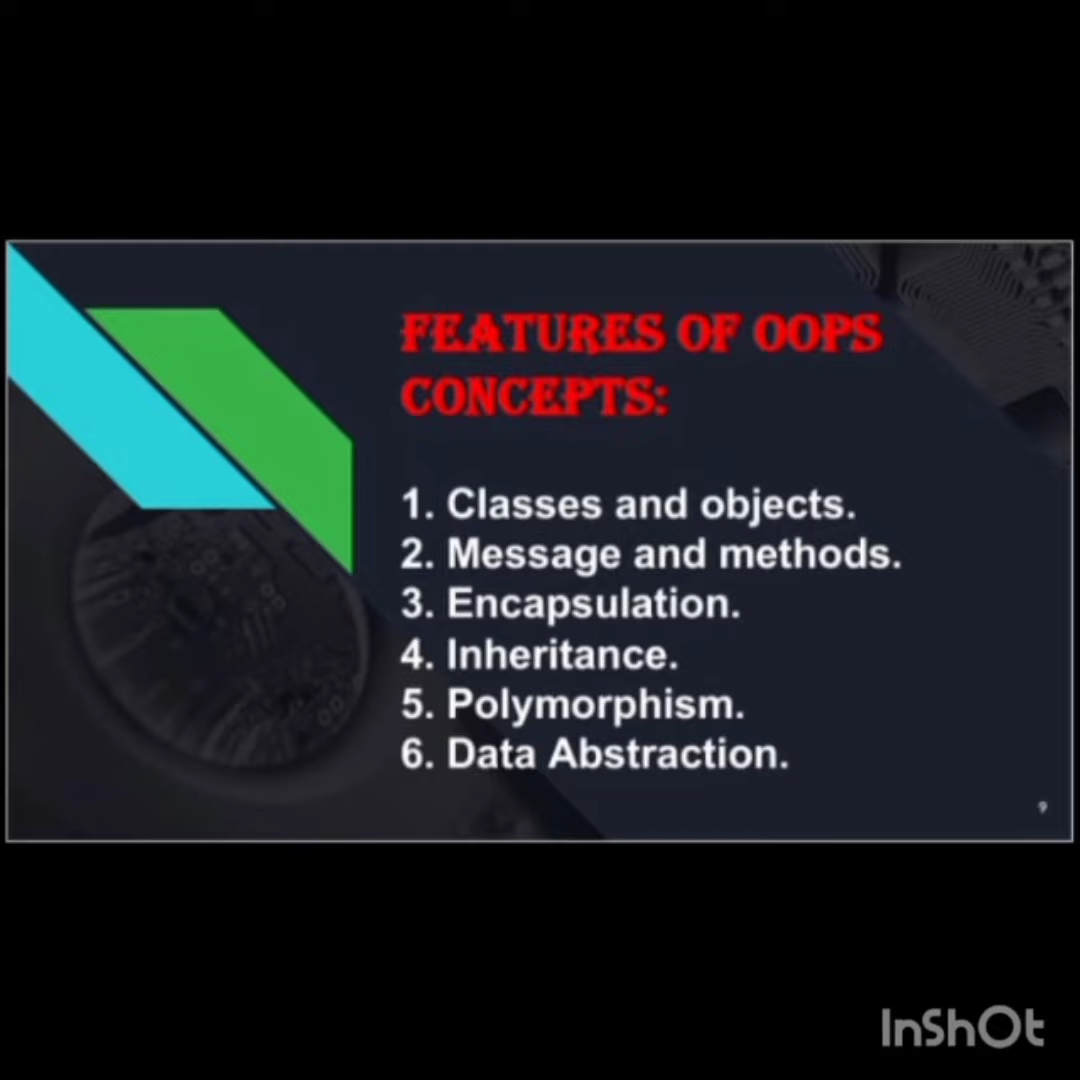 FEATURES OF OOPS
CONCEPTS:
1. Classes and objects.
2. Message and methods.
3. Encapsulation.
4. Inheritance.
5. Polymorphism.
6. Data Abstraction.
9
InShOt